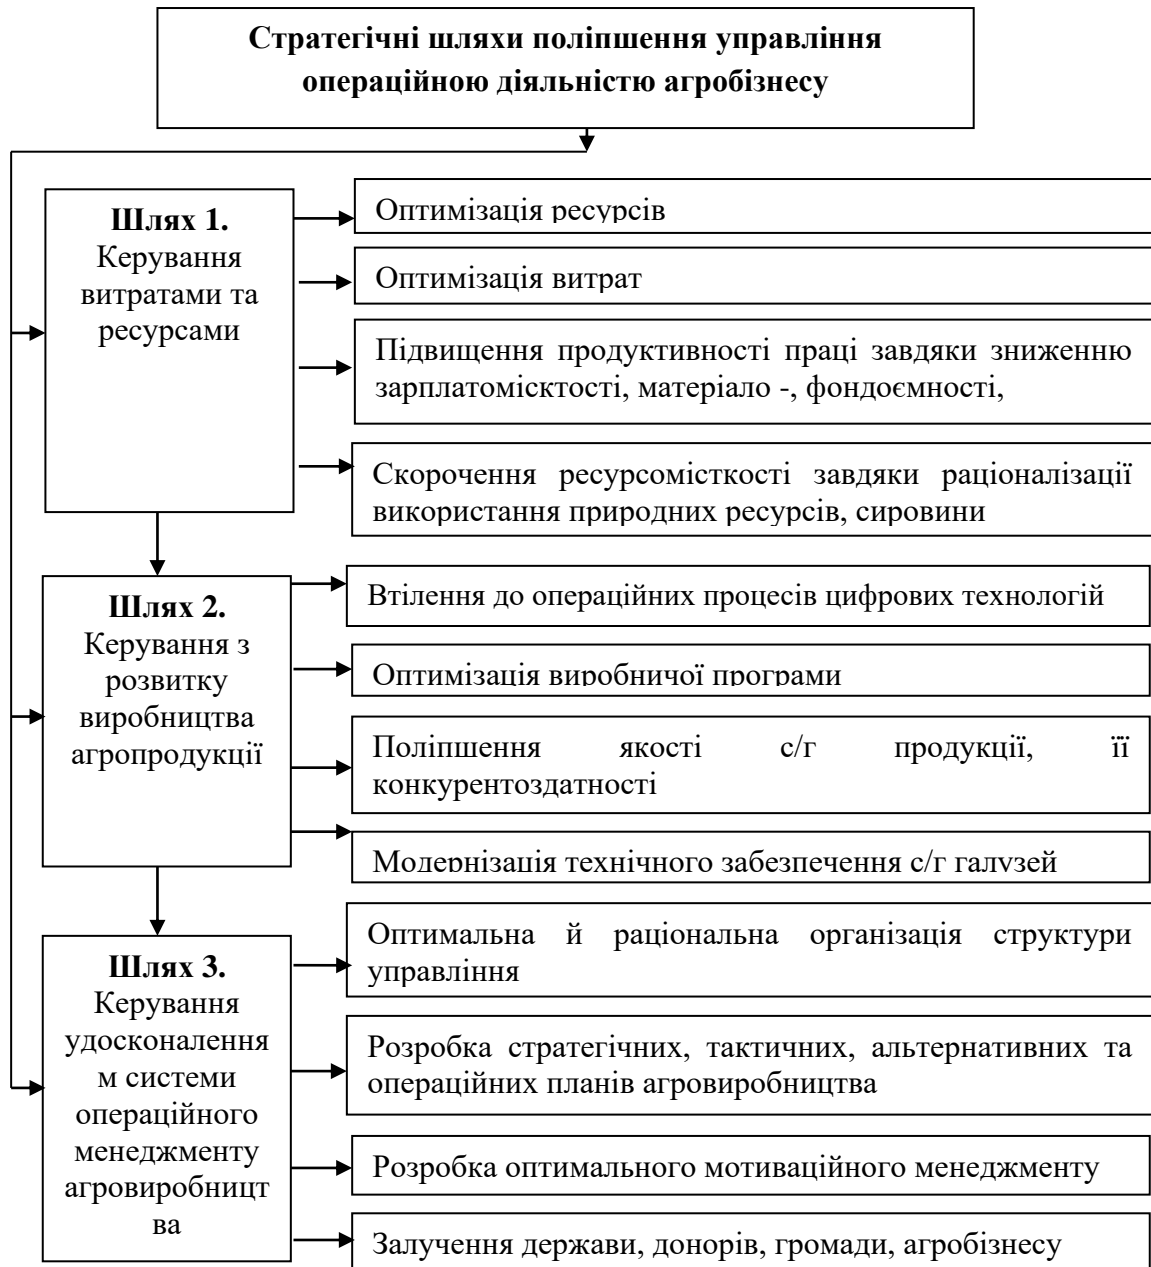 Стратегічні шляхи поліпшення управління
операційною діяльністю агробізнесу
Шлях 1.
Керування
витратами та
ресурсами
Оптимізація ресурсів
Оптимізація витрат
Підвищення продуктивності праці завдяки зниженню
зарплатомісктості, матеріало -, фондоємності,
Скорочення ресурсомісткості завдяки раціоналізації
використання природних ресурсів, сировини
Шлях 2.
Керування з
розвитку
виробництва
агропродукції
Втілення до операційних процесів цифрових технологій
Оптимізація виробничої програми
Поліпшення якості с/г продукції, її
конкурентоздатності
Модернізація технічного забезпечення с/г галузей
Шлях 3.
Керування
удосконалення
м системи
операційного
менеджменту
агровиробницт
ва
Оптимальна й раціональна організація структури
управління
Розробка стратегічних, тактичних, альтернативних та
операційних планів агровиробництва
Розробка оптимального мотиваційного менеджменту
Залучення держави, донорів, громади, агробізнесу